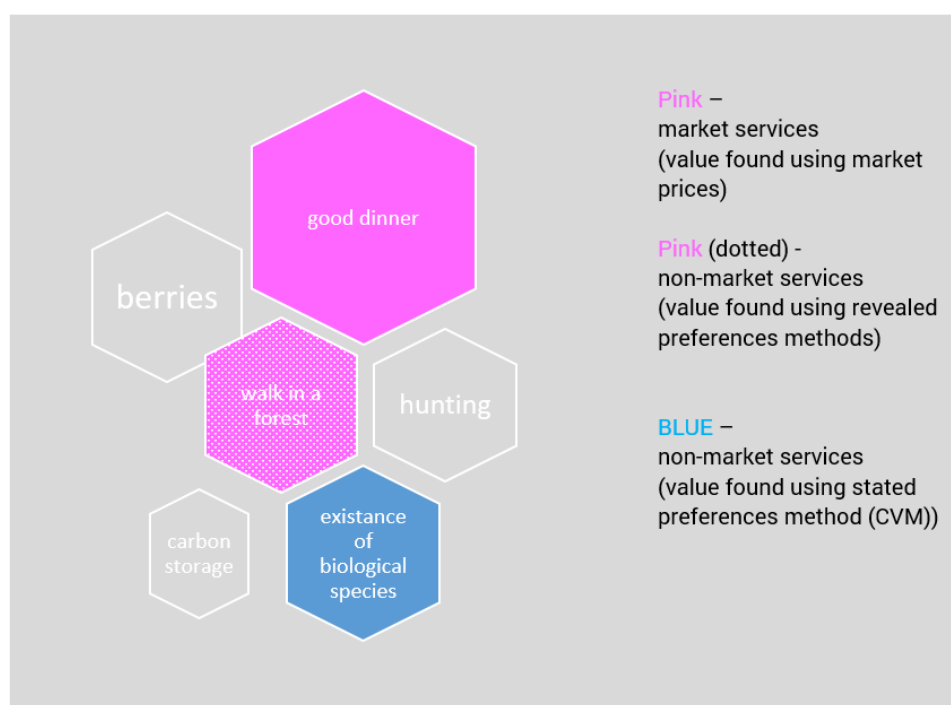 good dinner
berries
walk in a
forest
hunting
carbon
storage
existance
of
biological
species
Pink –
market services
(value found using market
prices)
Pink (dotted) -
non-market services
(value found using revealed
preferences methods)
BLUE –
non-market services
(value found using stated
preferences method (CVM))